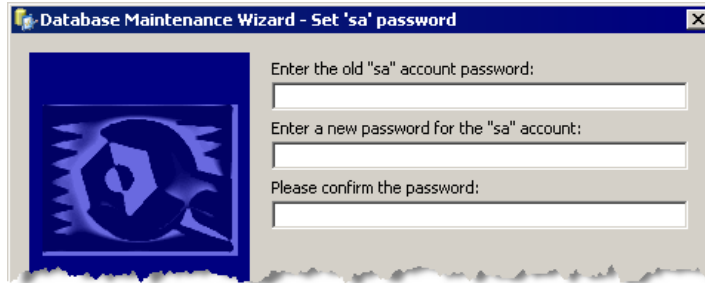 Database Maintenance Wizard - Set 'sa' password
Enter the old "sa" account password:
Enter a new password for the "sa" account:
Please confirm the password: